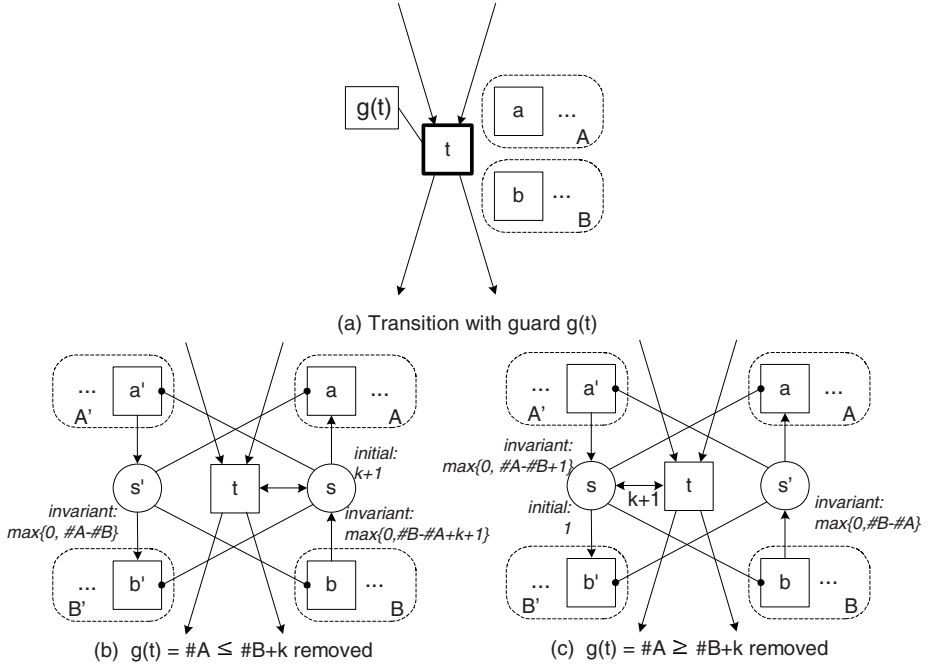 g(t)
t
a ...
A
b ...
B
(a) Transition with guard g(t)
... a'
A'
a ...
A
initial:
k+1
s'
t
s
invariant:
max{0, #A-#B}
invariant:
max{0,#B-#A+k+1}
... b'
B'
b ...
B
(b) g(t) = #A ≤ #B+k removed
... a'
A'
a ...
A
invariant:
max{0, #A-#B+1}
s
k+1
t
s'
initial:
1
invariant:
max{0,#B-#A}
... b'
B'
b ...
B
(c) g(t) = #A ≥ #B+k removed